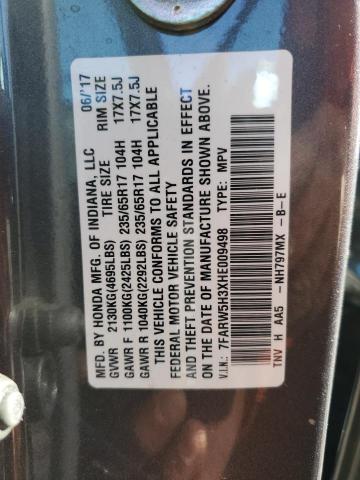 MFD. BY HONDA MFG. OF INDIANA, LLC 06/'17
TIRE SIZE RIM SIZE
GVWR 2130KG(4695LBS)
GAWR F 1100KG(2425LBS) 235/65R17 104H 17X7.5J
GAWR R 1040KG(2292LBS) 235/65R17 104H 17X7.5J
THIS VEHICLE CONFORMS TO ALL APPLICABLE
FEDERAL MOTOR VEHICLE SAFETY
AND THEFT PREVENTION STANDARDS IN EFFECT
ON THE DATE OF MANUFACTURE SHOWN ABOVE.
V.I.N.: 7FARW5H3XHE009498 TYPE: MPV
TNV H AA5 -NH797MX -B-E